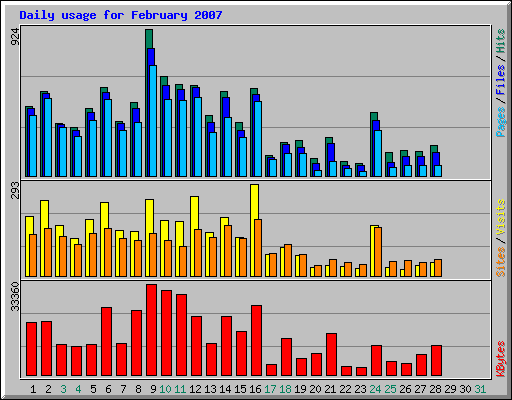 Daily usage for February 2007
924
Pages / Files / Hits
293
Sites / Visits
33360
KBytes
1 2 3 4 5 6 7 8 9 10 11 12 13 14 15 16 17 18 19 20 21 22 23 24 25 26 27 28 29 30 31